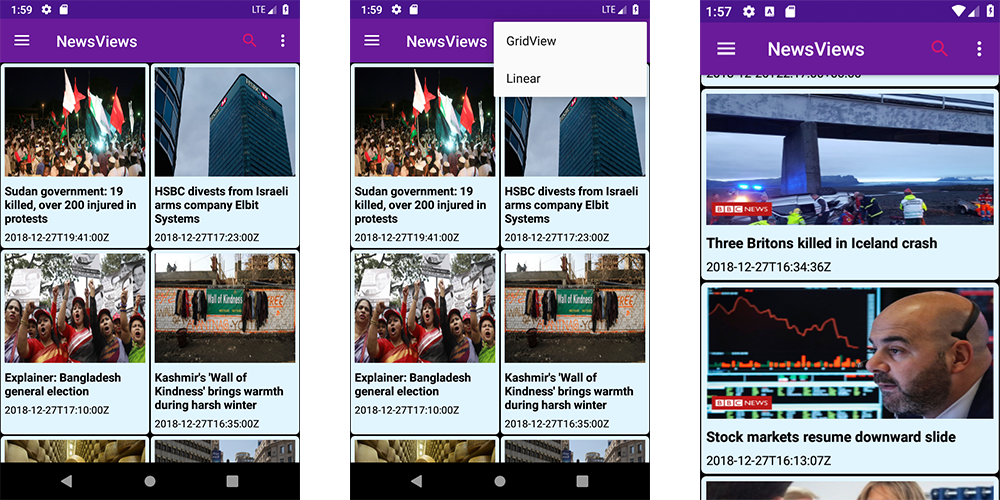 1:59
LTE
NewsViews
Sudan government: 19
killed, over 200 injured in
protests
2018-12-27T19:41:00Z
HSBC divests from Israeli
arms company Elbit
Systems
2018-12-27T17:23:00Z
Explainer: Bangladesh
general election
2018-12-27T17:10:00Z
Wall of Kindness
Kashmir's 'Wall of
Kindness' brings warmth
during harsh winter
2018-12-27T16:35:00Z
1:59
LTE
NewsViews
GridView
Linear
Sudan government: 19
killed, over 200 injured in
protests
2018-12-27T19:41:00Z
HSBC divests from Israeli
arms company Elbit
Systems
2018-12-27T17:23:00Z
Explainer: Bangladesh
general election
2018-12-27T17:10:00Z
Wall of Kindness
Kashmir's 'Wall of
Kindness' brings warmth
during harsh winter
2018-12-27T16:35:00Z
1:57
NewsViews
BBC NEWS
Three Britons killed in Iceland crash
2018-12-27T16:34:36Z
BBC NEWS
Stock markets resume downward slide
2018-12-27T16:13:07Z